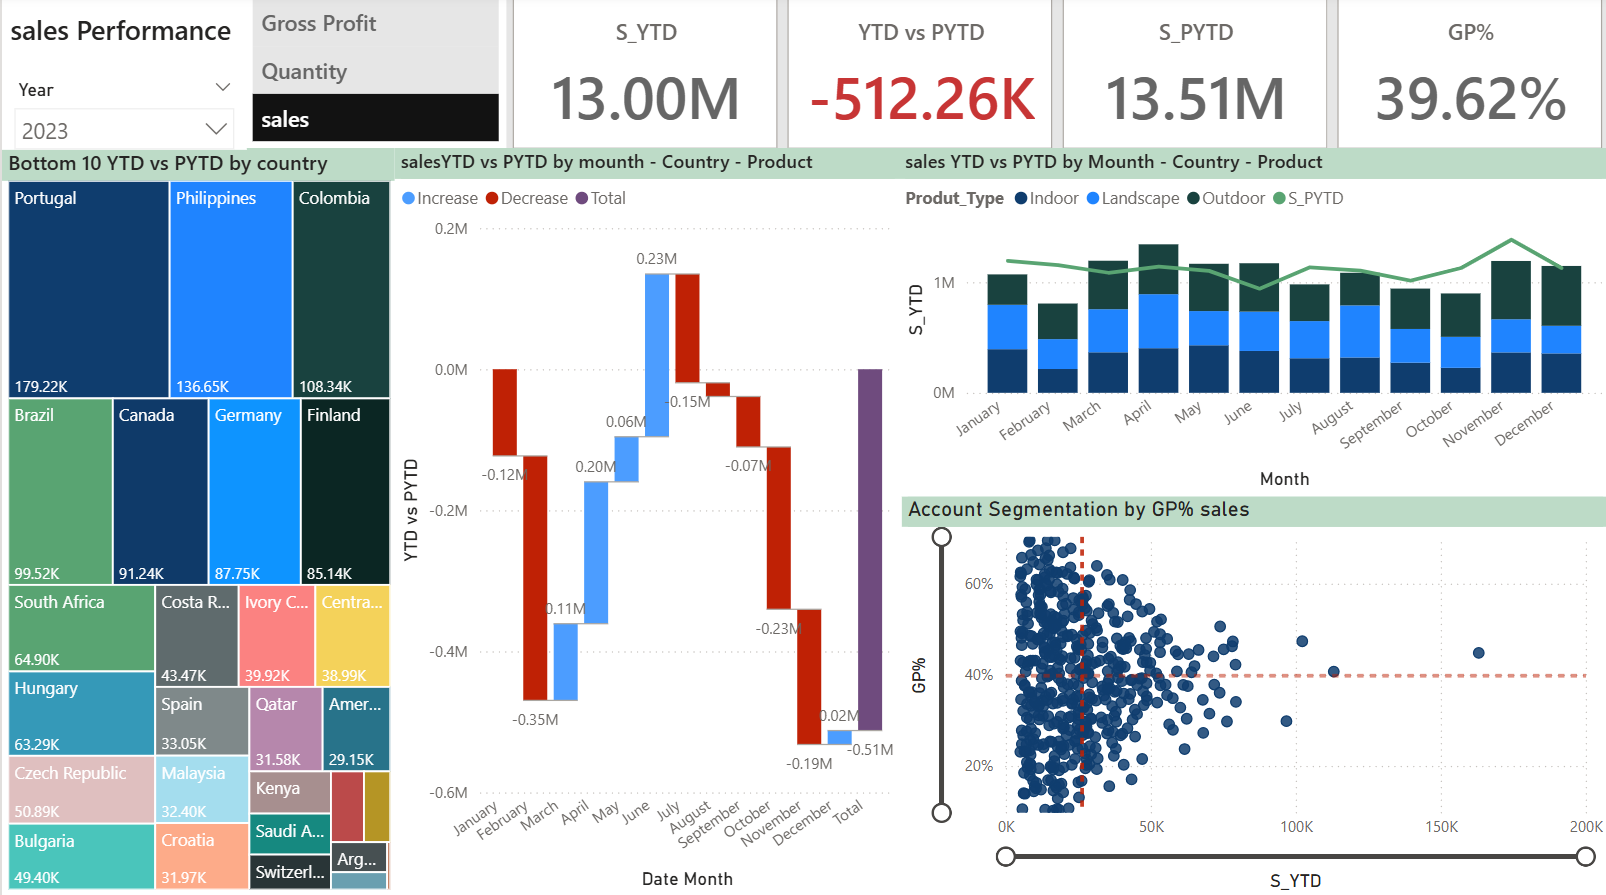 sales Performance
Year
2023
Gross Profit
Quantity
sales
S_YTD
13.00M
YTD vs PYTD
-512.26K
S_PYTD
13.51M
GP%
39.62%
Bottom 10 YTD vs PYTD by country
Portugal
179.22K
Philippines
136.65K
Colombia
108.34K
Brazil
99.52K
Canada
91.24K
Germany
87.75K
Finland
85.14K
South Africa
64.90K
Hungary
63.29K
Czech Republic
50.89K
Bulgaria
49.40K
Costa R...
43.47K
Ivory C...
39.92K
Centra...
38.99K
Spain
33.05K
Malaysia
32.40K
Croatia
31.97K
Qatar
31.58K
Amer...
29.15K
Kenya
Saudi A...
Switzerl...
Arg...
salesYTD vs PYTD by mounth - Country - Product
Increase Decrease Total
YTD vs PYTD
0.2M
0.0M
-0.2M
-0.4M
-0.6M
-0.12M
-0.35M
0.11M
0.20M
0.06M
0.23M
-0.15M
-0.07M
-0.23M
-0.19M
0.02M
-0.51M
January
February
March
April
May
June
July
August
September
October
November
December
Total
Date Month
sales YTD vs PYTD by Mounth - Country - Product
Produt_Type Indoor Landscape Outdoor S_PYTD
S_YTD
1M
0M
January
February
March
April
May
June
July
August
September
October
November
December
Month
Account Segmentation by GP% sales
GP%
60%
40%
20%
0K
50K
100K
150K
200K
S_YTD